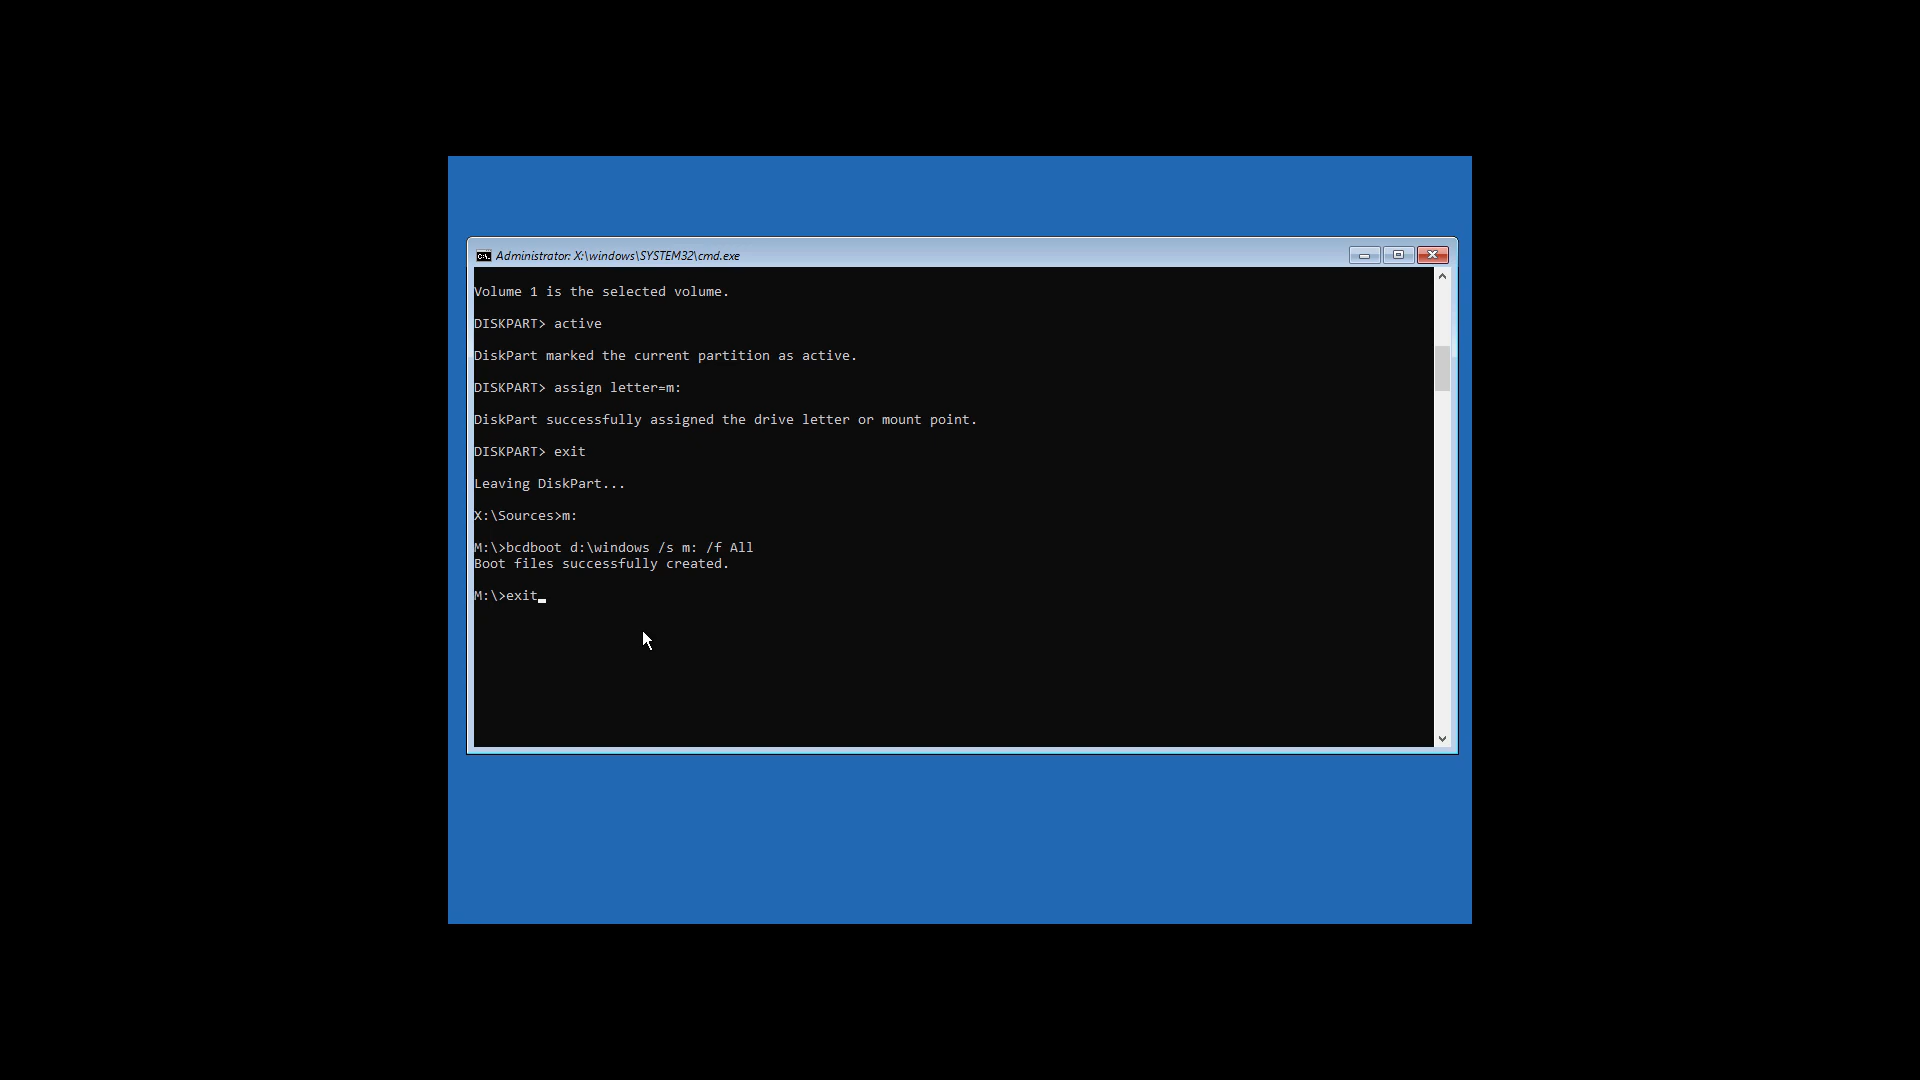 Administrator: X:\windows\SYSTEM32\cmd.exe
Volume 1 is the selected volume.
DISKPART> active
DiskPart marked the current partition as active.
DISKPART> assign letter=m:
DiskPart successfully assigned the drive letter or mount point.
DISKPART> exit
Leaving DiskPart...
X:\Sources>m:
M:\>bcdboot d:\windows /s m: /f All
Boot files successfully created.
M:\>exit